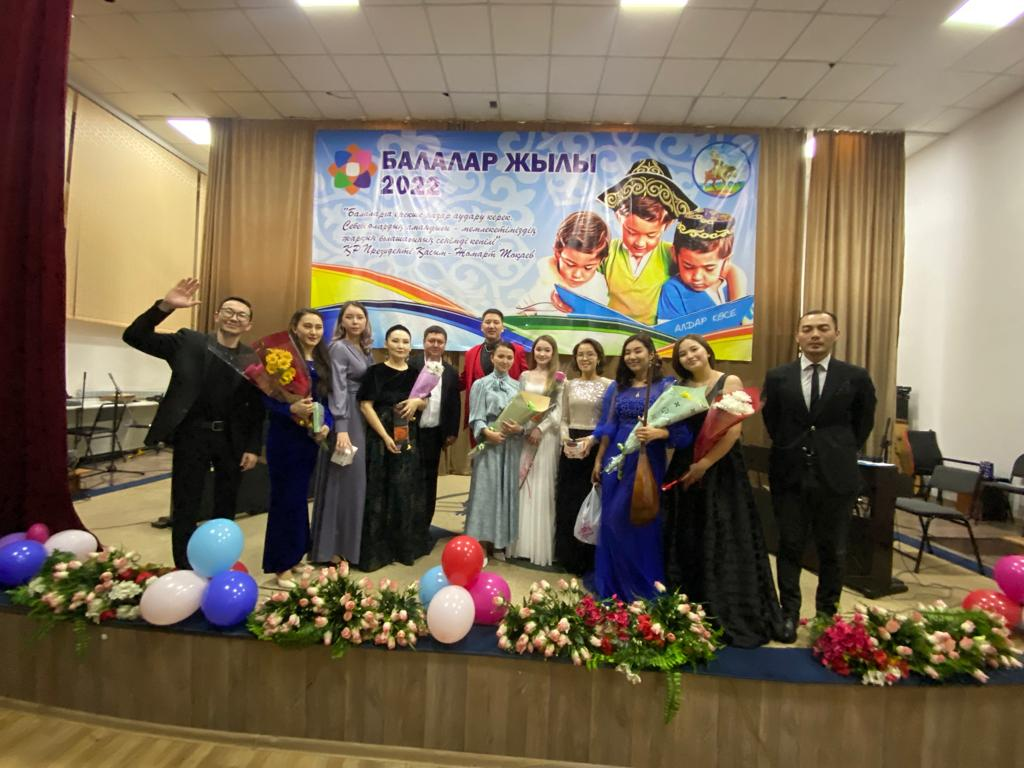 БАЛАЛАР ЖЫЛЫ
2022
"Балаларға ерекше назар аудару керек.
Себебі олардың амандығы - мемлекетіміздің
жарқын болашағының сенімді кепілі"
ҚР Президенті Қасым-Жомарт Тоқаев
АЛДАР КӨСЕ